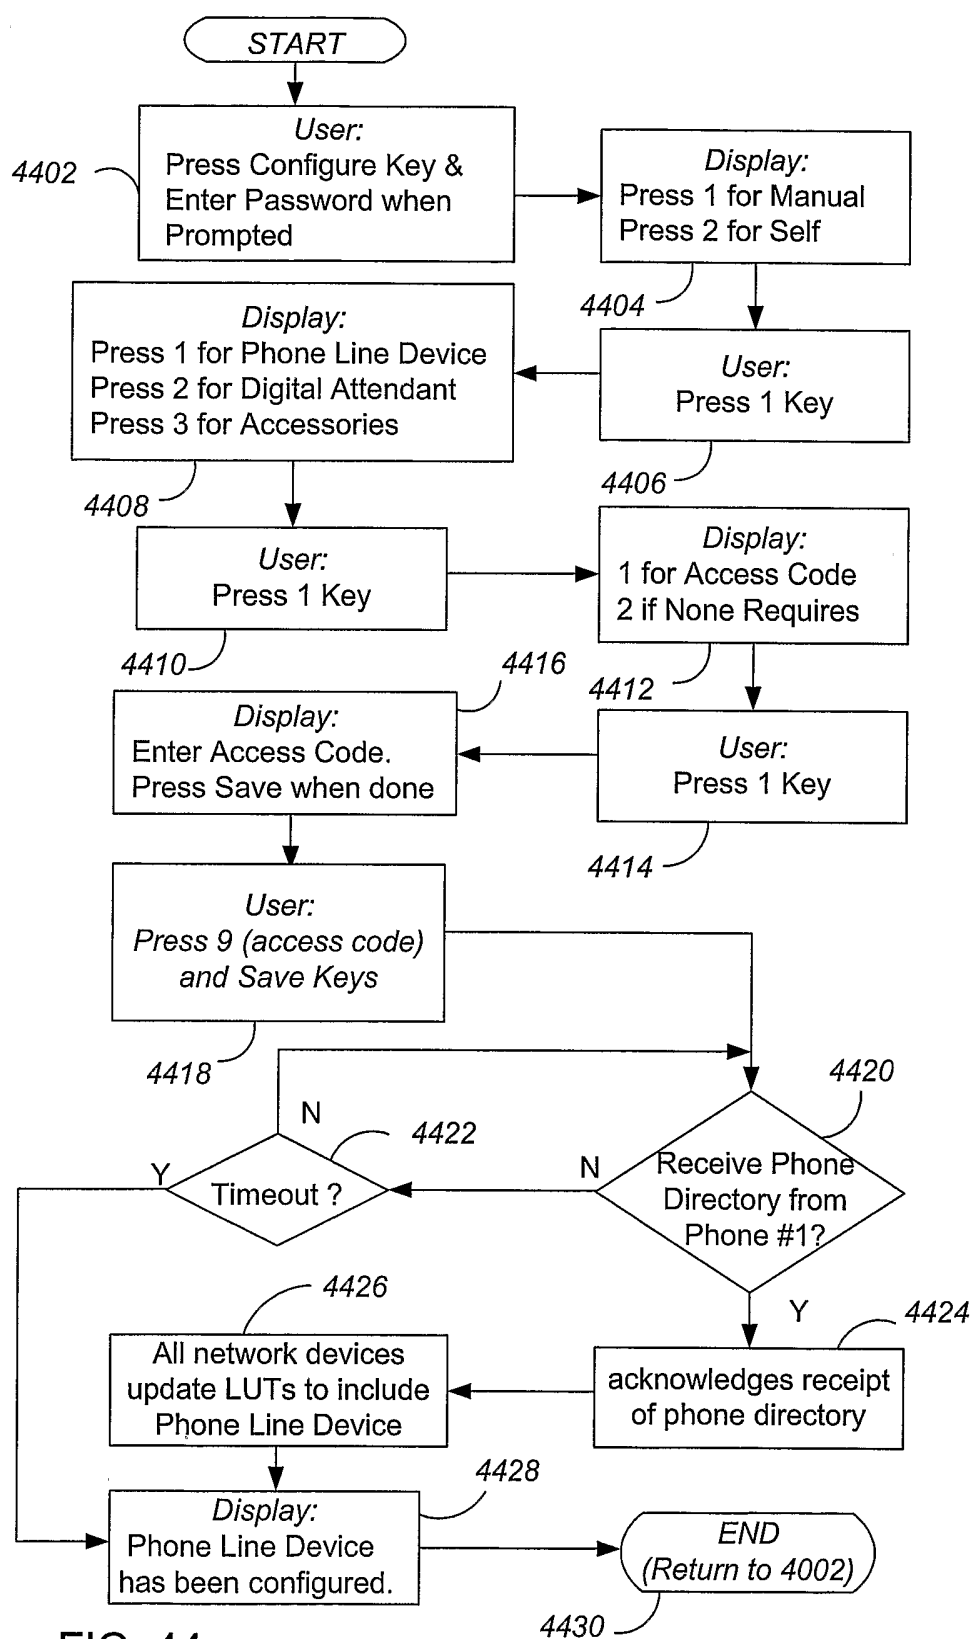 START
User:
Press Configure Key &
Enter Password when
Prompted
4402
Display:
Press 1 for Manual
Press 2 for Self
4404
User:
Press 1 Key
4406
Display:
Press 1 for Phone Line Device
Press 2 for Digital Attendant
Press 3 for Accessories
4408
User:
Press 1 Key
4410
Display:
1 for Access Code
2 if None Requires
4412
User:
Press 1 Key
4414
Display:
Enter Access Code.
Press Save when done
4416
User:
Press 9 (access code)
and Save Keys
4418
Receive Phone
Directory from
Phone #1?
4420
N
Y
Timeout ?
4422
N
Y
acknowledges receipt
of phone directory
4424
All network devices
update LUTs to include
Phone Line Device
4426
Display:
Phone Line Device
has been configured.
4428
END
(Return to 4002)
4430